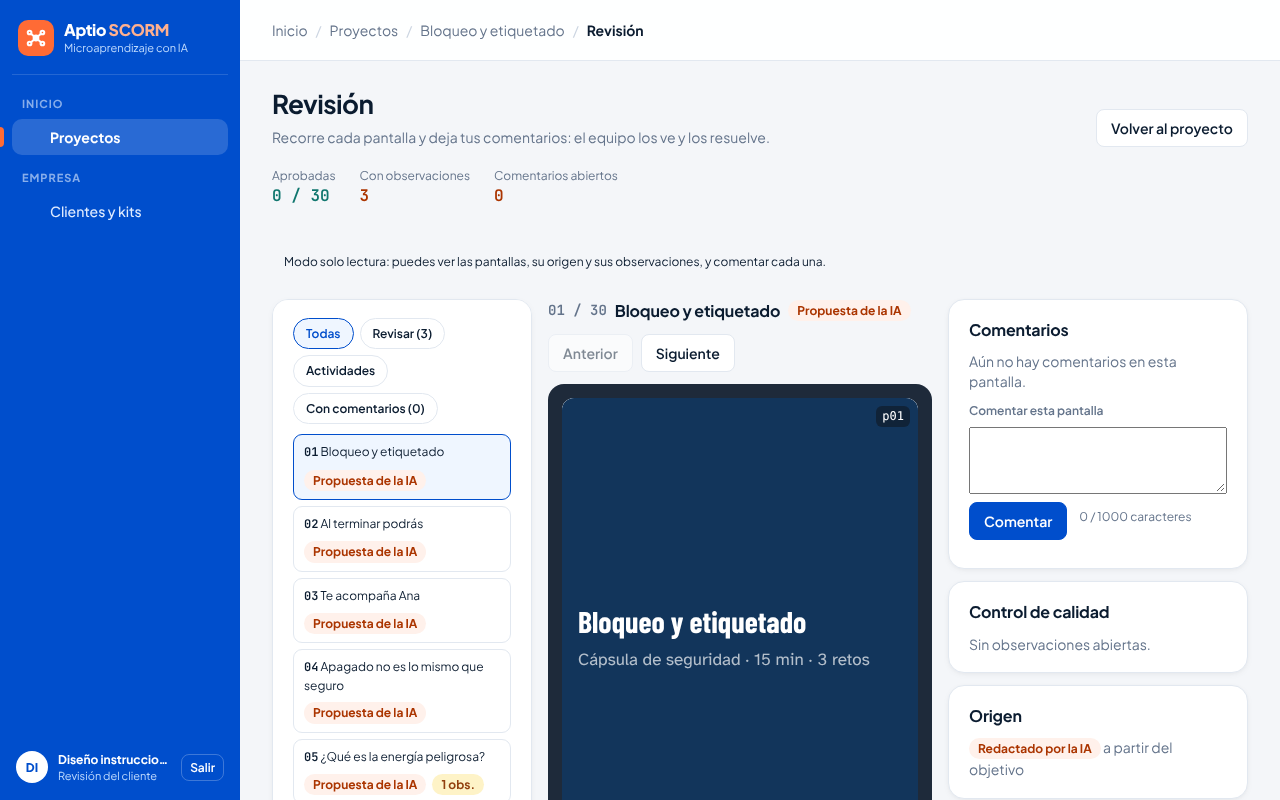 Aptio SCORM
Microaprendizaje con IA
INICIO
Proyectos
EMPRESA
Clientes y kits
DI
Diseño instruccio...
Revisión del cliente
Salir
Inicio / Proyectos / Bloqueo y etiquetado / Revisión
Revisión
Recorre cada pantalla y deja tus comentarios: el equipo los ve y los resuelve.
Volver al proyecto
Aprobadas
0 / 30
Con observaciones
3
Comentarios abiertos
0
Modo solo lectura: puedes ver las pantallas, su origen y sus observaciones, y comentar cada una.
Todas
Revisar (3)
Actividades
Con comentarios (0)
01 Bloqueo y etiquetado
Propuesta de la IA
02 Al terminar podrás
Propuesta de la IA
03 Te acompaña Ana
Propuesta de la IA
04 Apagado no es lo mismo que
seguro
Propuesta de la IA
05 ¿Qué es la energía peligrosa?
Propuesta de la IA
1 obs.
01 / 30 Bloqueo y etiquetado Propuesta de la IA
Anterior
Siguiente
p01
Bloqueo y etiquetado
Cápsula de seguridad · 15 min · 3 retos
Comentarios
Aún no hay comentarios en esta
pantalla.
Comentar esta pantalla
Comentar
0 / 1000 caracteres
Control de calidad
Sin observaciones abiertas.
Origen
Redactado por la IA a partir del
objetivo